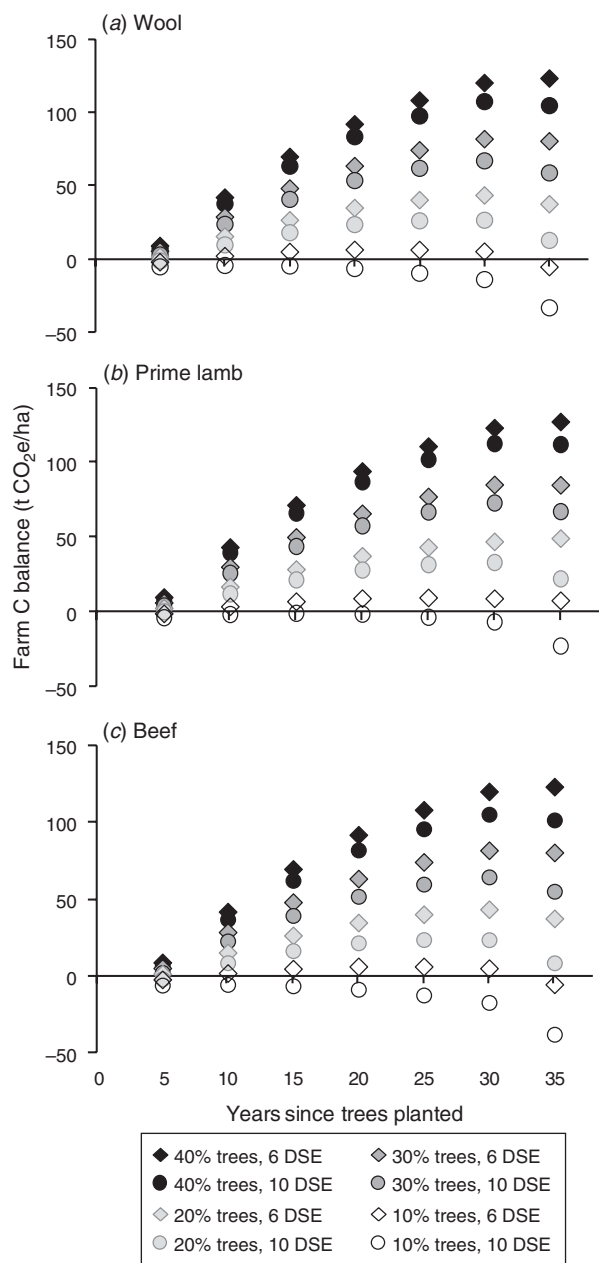 (a) Wool
150
100
50
0
–50
(b) Prime lamb
150
100
50
0
–50
Farm C balance (t CO2e/ha)
(c) Beef
150
100
50
0
–50
0 5 10 15 20 25 30 35
Years since trees planted
40% trees, 6 DSE 30% trees, 6 DSE
40% trees, 10 DSE 30% trees, 10 DSE
20% trees, 6 DSE 10% trees, 6 DSE
20% trees, 10 DSE 10% trees, 10 DSE